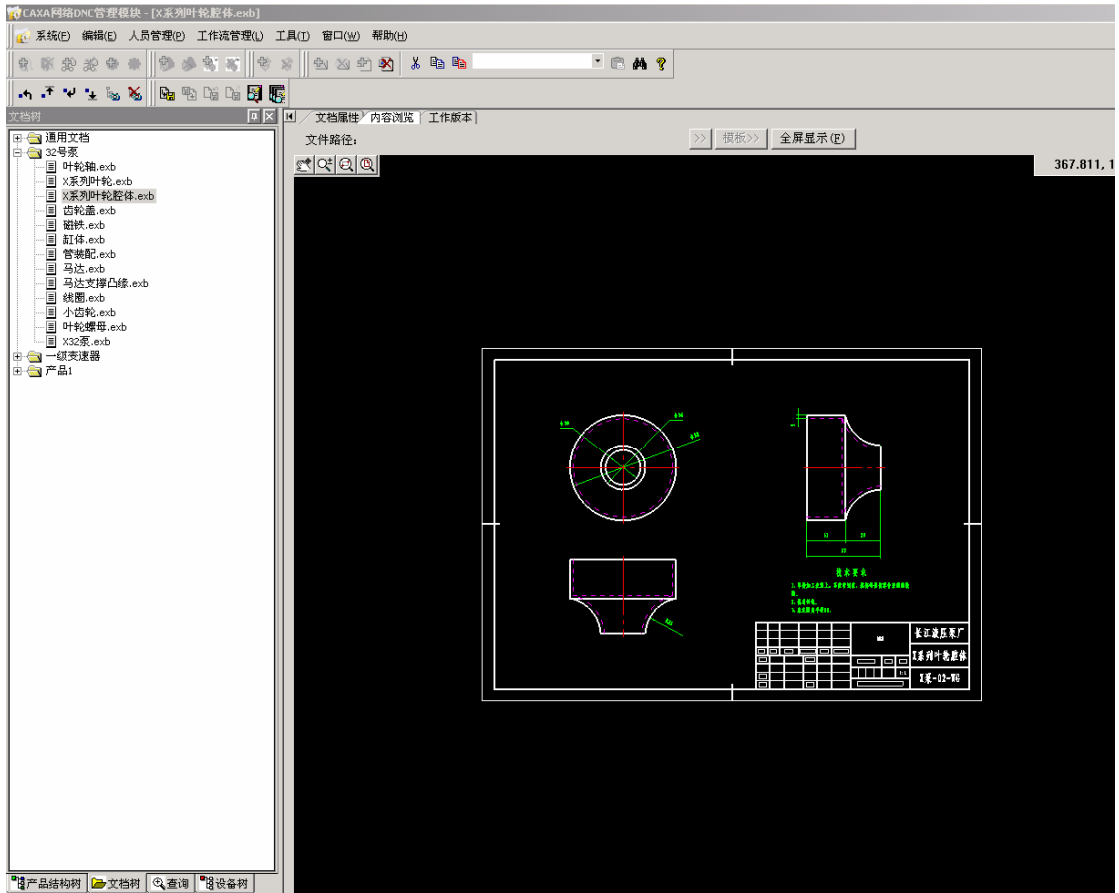 CAXA网络DNC管理模块 - [X系列叶轮腔体.exb]
系统(F) 编辑(E) 人员管理(P) 工作流管理(L) 工具(T) 窗口(W) 帮助(H)
文档树
文档属性 内容浏览 工作版本
文件路径: >> 模板>> 全屏显示(F)
367.811, 1
通用文档
32号泵
叶轮轴.exb
X系列叶轮.exb
X系列叶轮腔体.exb
齿轮盖.exb
磁铁.exb
缸体.exb
管装配.exb
马达.exb
马达支撑凸缘.exb
线圈.exb
小齿轮.exb
叶轮螺母.exb
X32泵.exb
一级变速器
产品1
技术要求
长江液压泵厂
X系列叶轮腔体
1:1
X泵-02-WG
产品结构树 文档树 查询 设备树